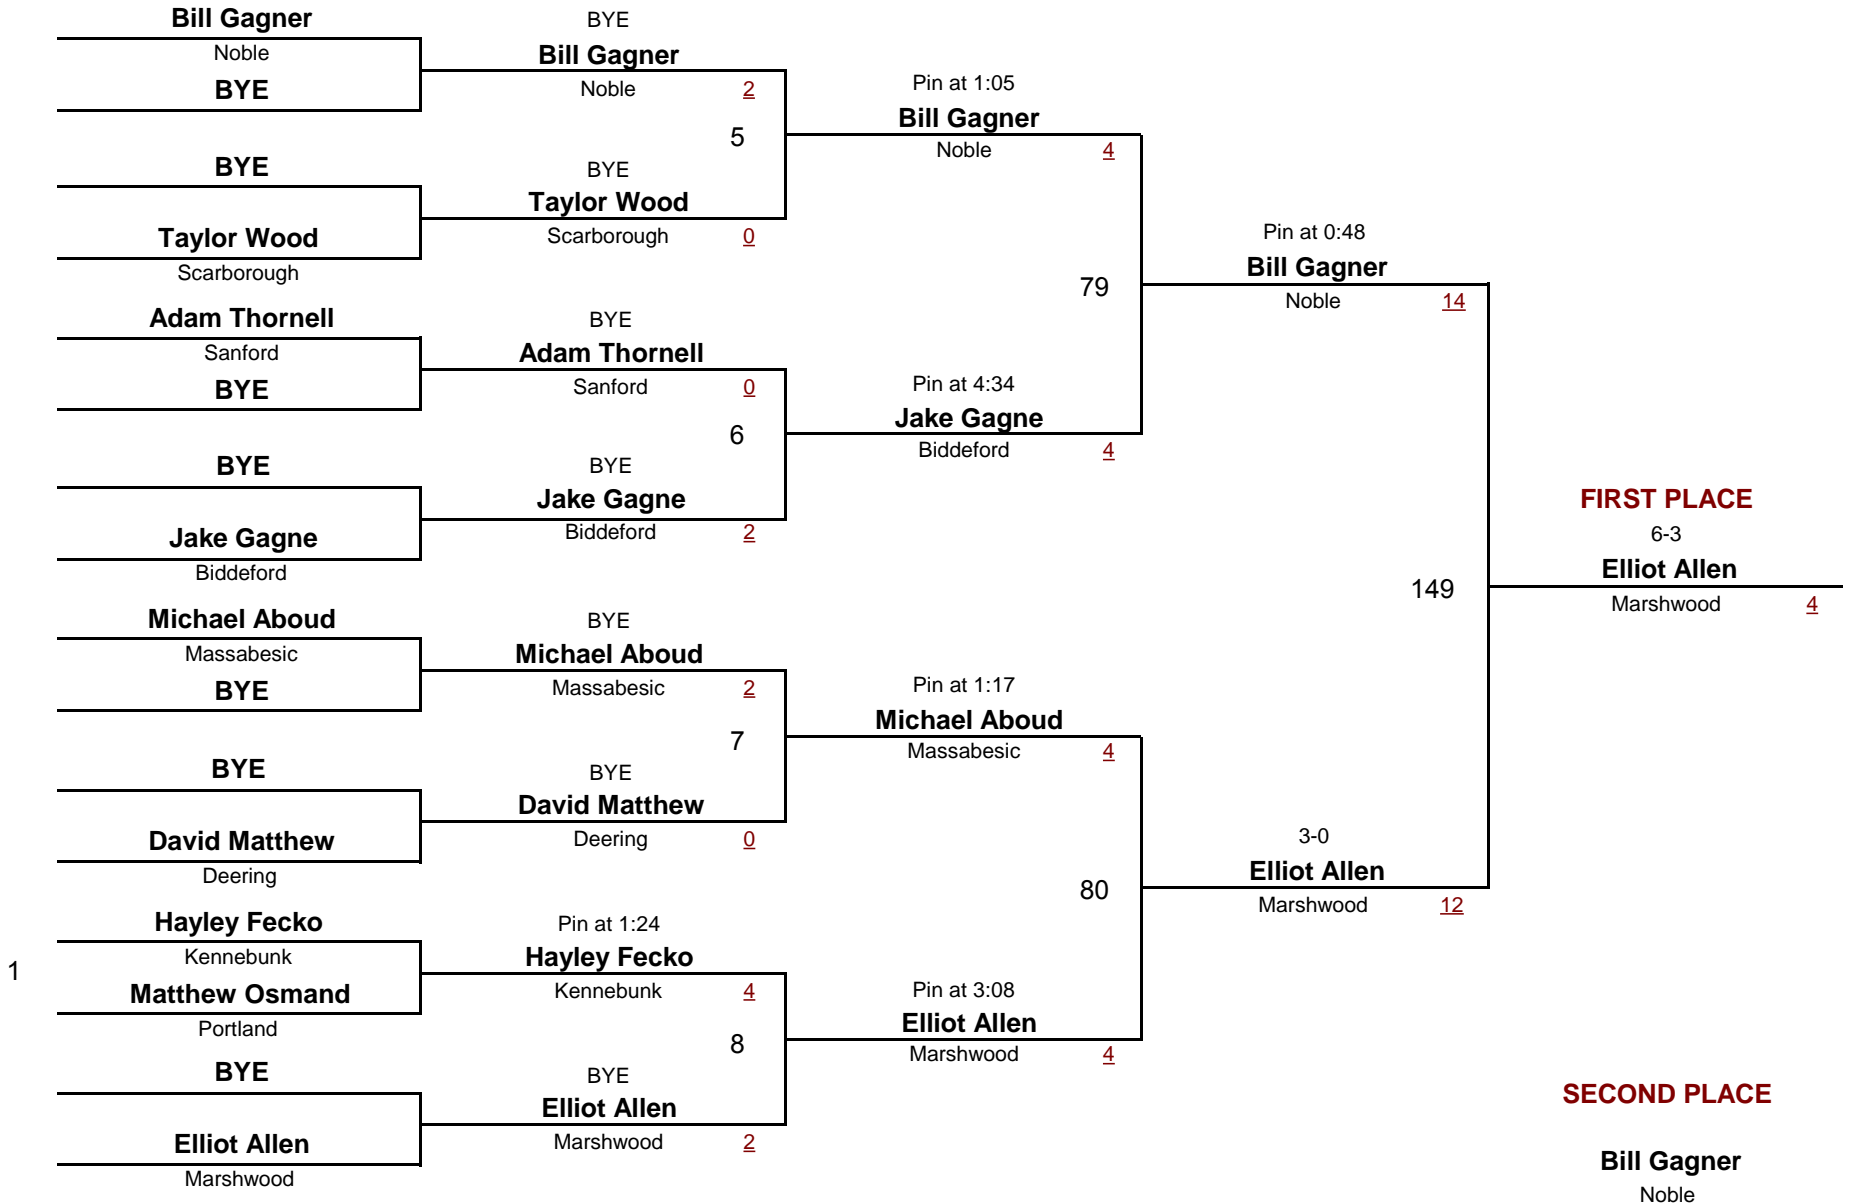 Bill Gagner
Noble
BYE
BYE
Taylor Wood
Scarborough
Adam Thornell
Sanford
BYE
BYE
Jake Gagne
Biddeford
Michael Aboud
Massabesic
BYE
BYE
David Matthew
Deering
Hayley Fecko
Kennebunk
1
Matthew Osmand
Portland
BYE
Elliot Allen
Marshwood
BYE
Bill Gagner
Noble 2
5
BYE
Taylor Wood
Scarborough 0
BYE
Adam Thornell
Sanford 0
6
BYE
Jake Gagne
Biddeford 2
BYE
Michael Aboud
Massabesic 2
7
BYE
David Matthew
Deering 0
Pin at 1:24
Hayley Fecko
Kennebunk 4
8
BYE
Elliot Allen
Marshwood 2
Pin at 1:05
Bill Gagner
Noble 4
79
Pin at 4:34
Jake Gagne
Biddeford 4
Pin at 1:17
Michael Aboud
Massabesic 4
80
Pin at 3:08
Elliot Allen
Marshwood 4
Pin at 0:48
Bill Gagner
Noble 14
149
3-0
Elliot Allen
Marshwood 12
FIRST PLACE
6-3
Elliot Allen
Marshwood 4
SECOND PLACE
Bill Gagner
Noble